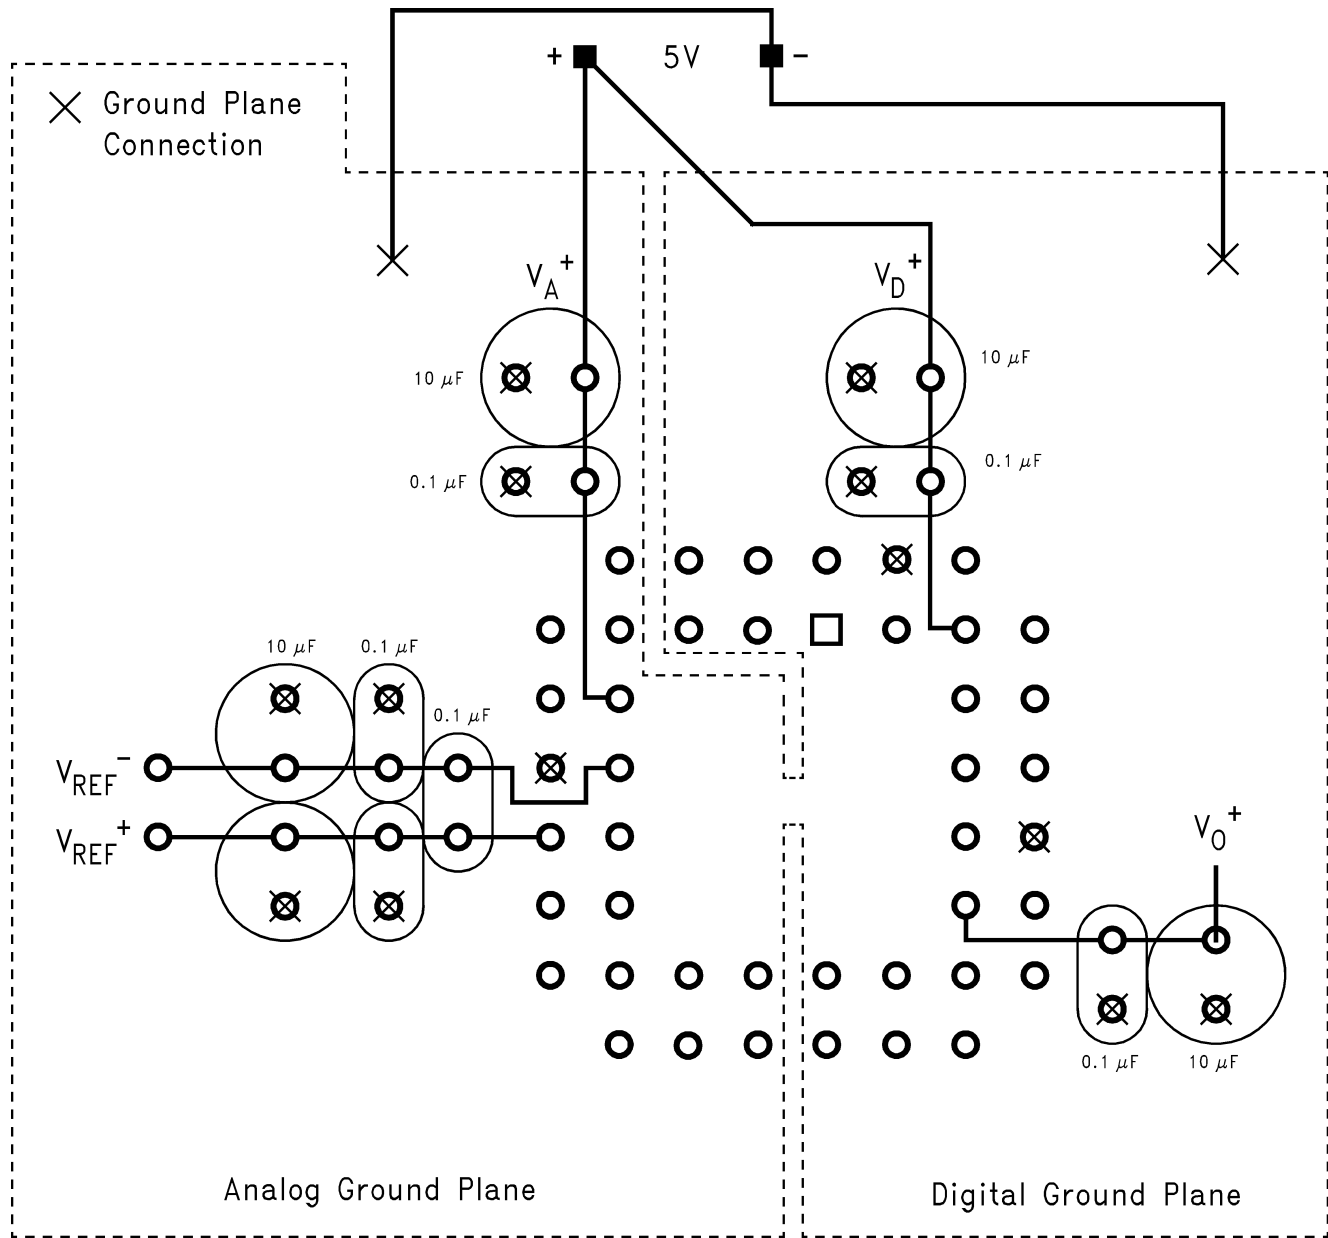 + 5V −
Ground Plane
Connection
VA+
VD+
10 μF
10 μF
0.1 μF
0.1 μF
10 μF
0.1 μF
0.1 μF
VREF−
VREF+
VO+
0.1 μF
10 μF
Analog Ground Plane
Digital Ground Plane